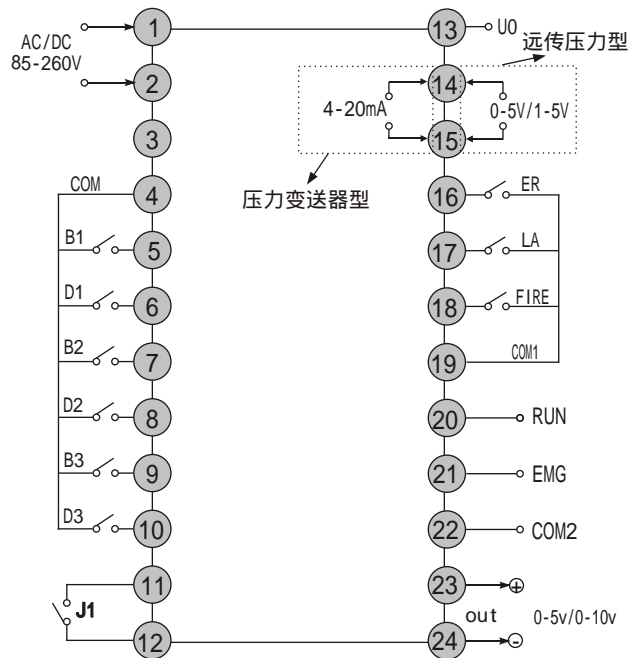 AC/DC
85-260V
1
2
3
COM
4
B1
5
D1
6
B2
7
D2
8
B3
9
D3
10
11
J1
12
13
U0
远传压力型
14
4-20mA
0-5V/1-5V
15
压力变送器型
16
ER
17
LA
18
FIRE
19
COM1
20
RUN
21
EMG
22
COM2
23
+
out
0-5v/0-10v
24
-